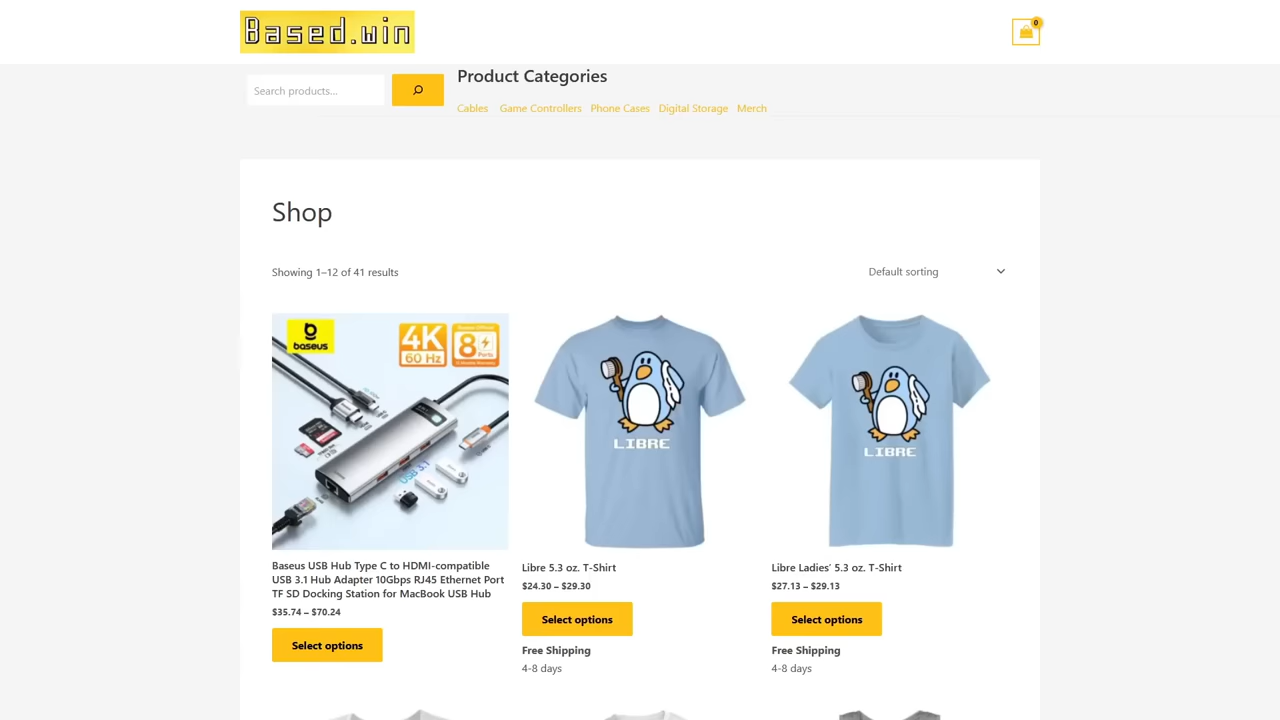 Based.win
0
Search products...
Product Categories
Cables Game Controllers Phone Cases Digital Storage Merch
Shop
Showing 1–12 of 41 results
Default sorting
baseus
4K
60 Hz
8
Ports
USB 3.1
LIBRE
LIBRE
Baseus USB Hub Type C to HDMI-compatible
USB 3.1 Hub Adapter 10Gbps RJ45 Ethernet Port
TF SD Docking Station for MacBook USB Hub
$35.74 – $70.24
Select options
Libre 5.3 oz. T-Shirt
$24.30 – $29.30
Select options
Free Shipping
4-8 days
Libre Ladies’ 5.3 oz. T-Shirt
$27.13 – $29.13
Select options
Free Shipping
4-8 days